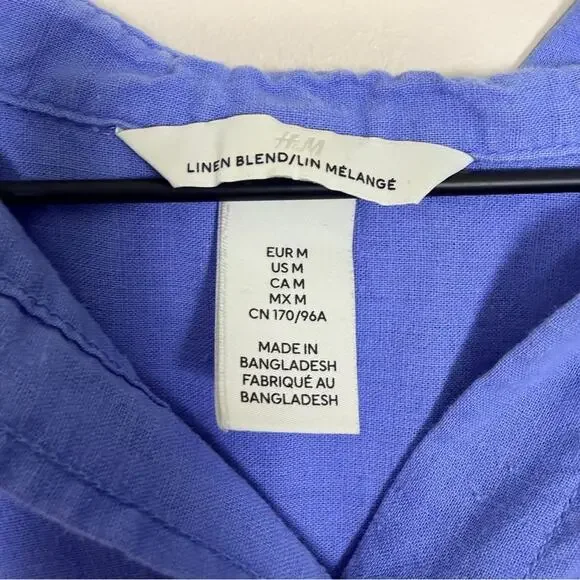 H&M
LINEN BLEND/LIN MÉLANGÉ
EUR M
US M
CA M
MX M
CN 170/96A
MADE IN
BANGLADESH
FABRIQUÉ AU
BANGLADESH